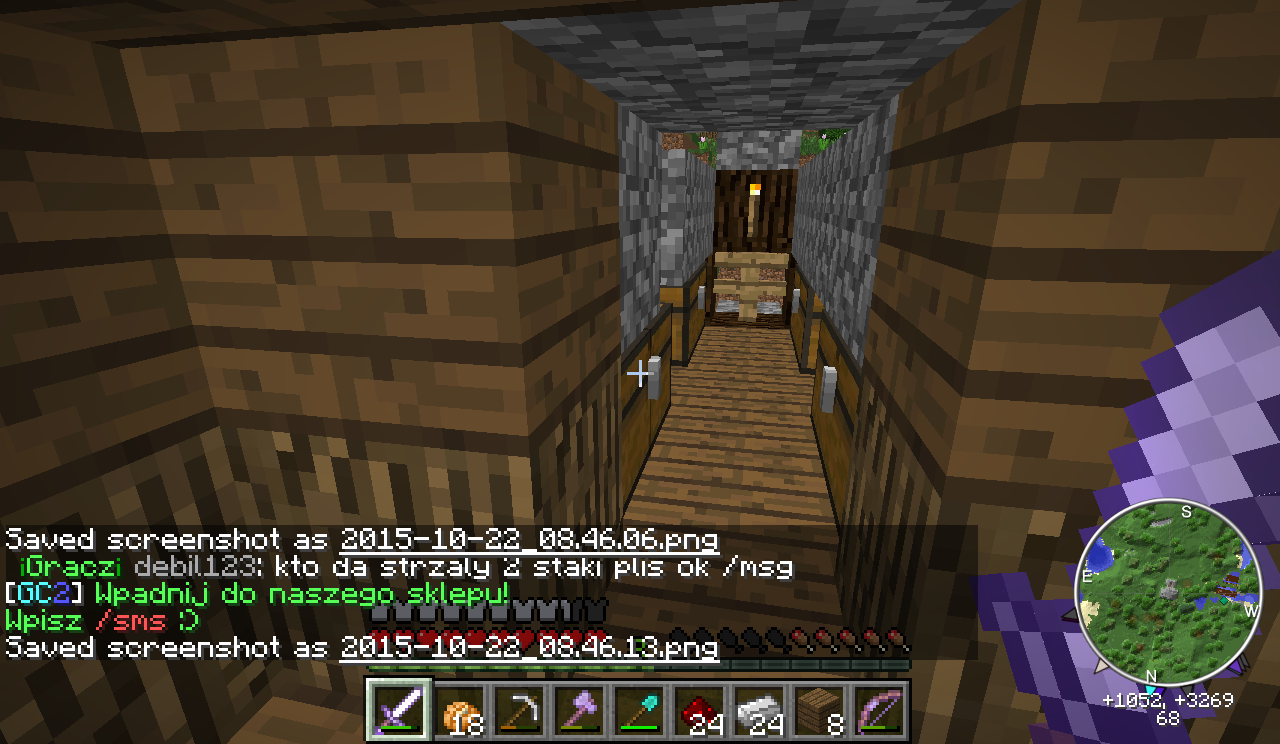 Saved screenshot as 2015-10-22_08.46.06.png
¡Graczi debil123: kto da strzaly 2 staki plis ok /msg
[GC2] Wpadnij do naszego sklepu!
Wpisz /sms :)
Saved screenshot as 2015-10-22_08.46.13.png
S
E
W
N
+1052, +3269
68
18
24
24
8